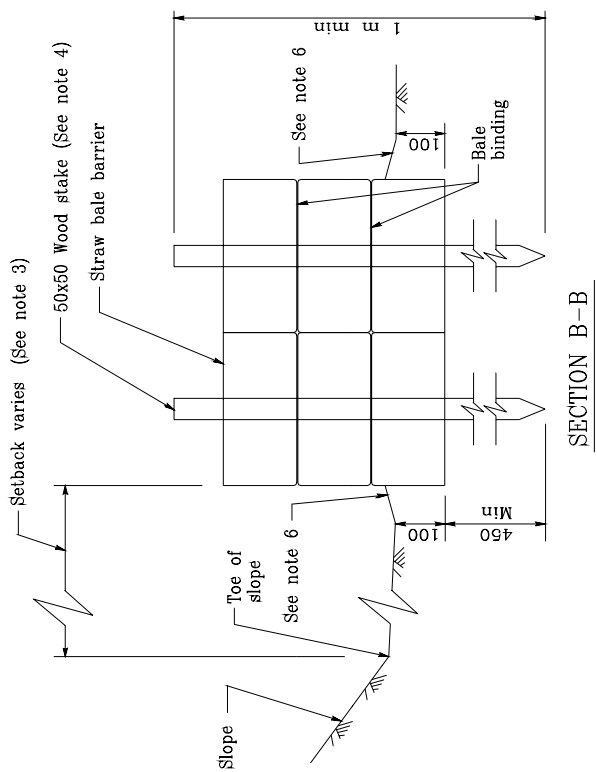 Setback varies (See note 3)
50x50 Wood stake (See note 4)
Straw bale barrier
1 m min
See note 6
100
Bale
binding
Slope
Toe of
slope
See note 6
100
450
Min
SECTION B-B